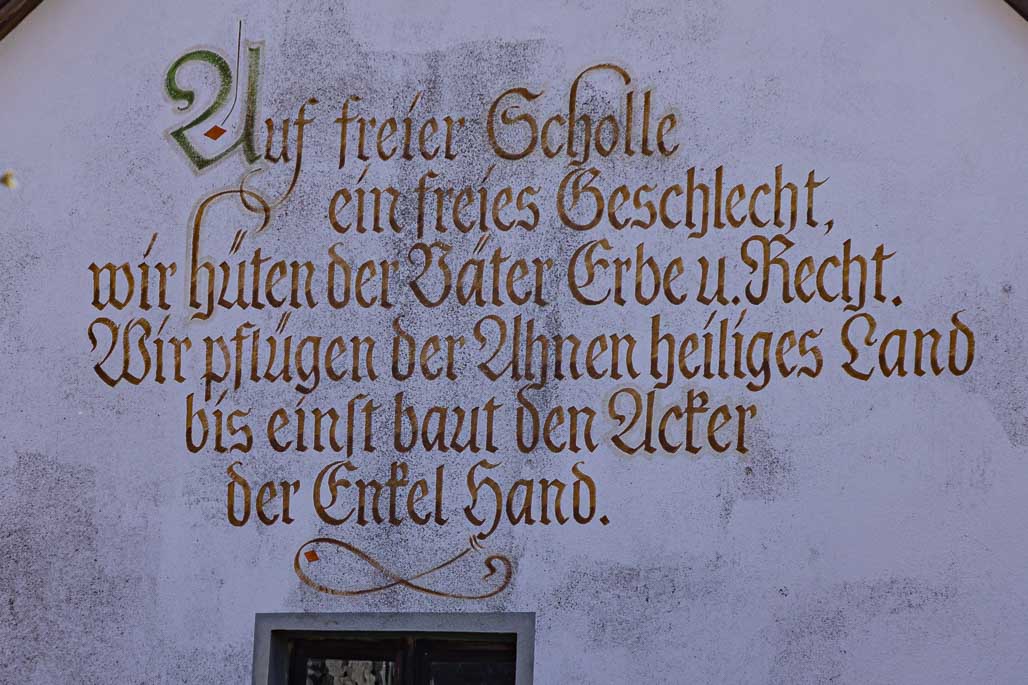 Auf freier Scholle
ein freies Geschlecht,
wir hüten der Väter Erbe u. Recht.
Wir pflügen der Ahnen heiliges Land
bis einſt baut den Acker
der Enkel Hand.